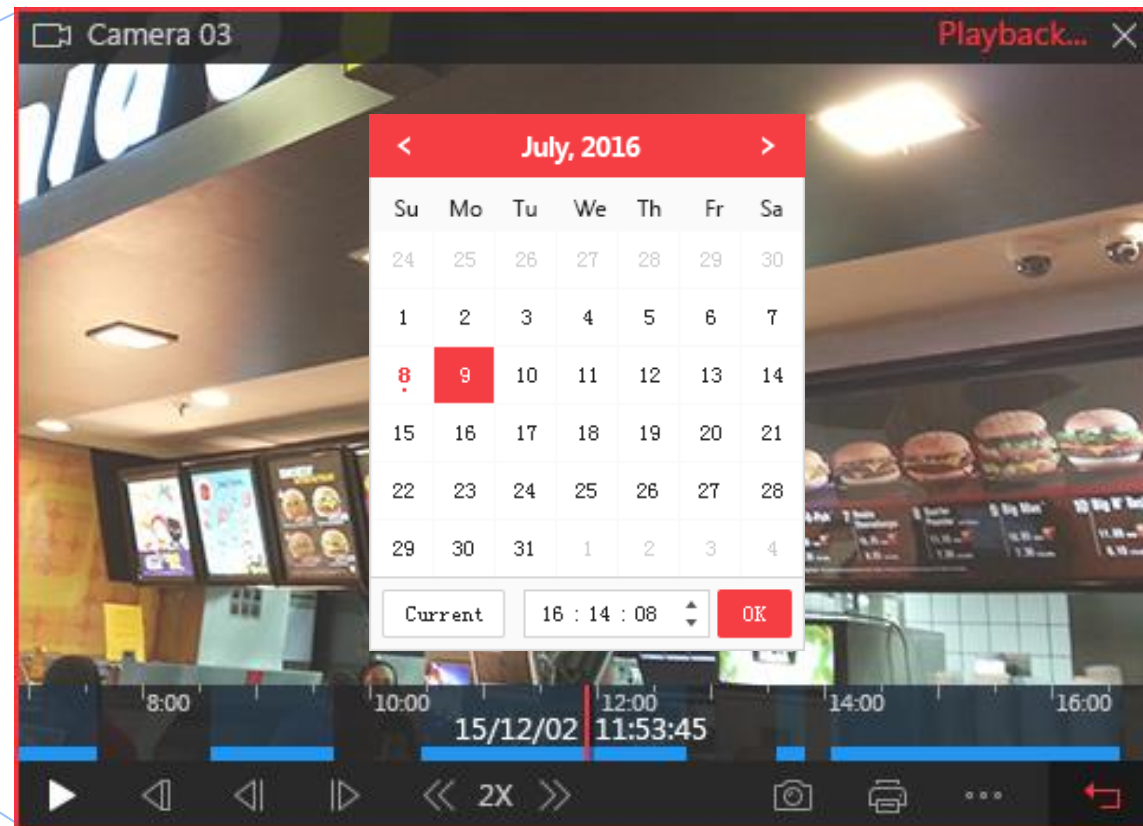 Camera 03 Playback...
< July, 2016 >
Su Mo Tu We Th Fr Sa
24 25 26 27 28 29 30
1 2 3 4 5 6 7
8 9 10 11 12 13 14
15 16 17 18 19 20 21
22 23 24 25 26 27 28
29 30 31 1 2 3 4
Current 16 : 14 : 08 OK
8:00 10:00 12:00 14:00 16:00
15/12/02 11:53:45
2X